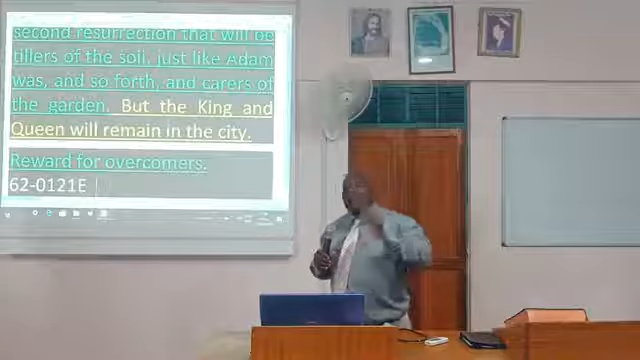 second resurrection that will be
tillers of the soil, just like Adam
was, and so forth, and carers of
the garden. But the King and
Queen will remain in the city.
Reward for overcomers.
62-0121E